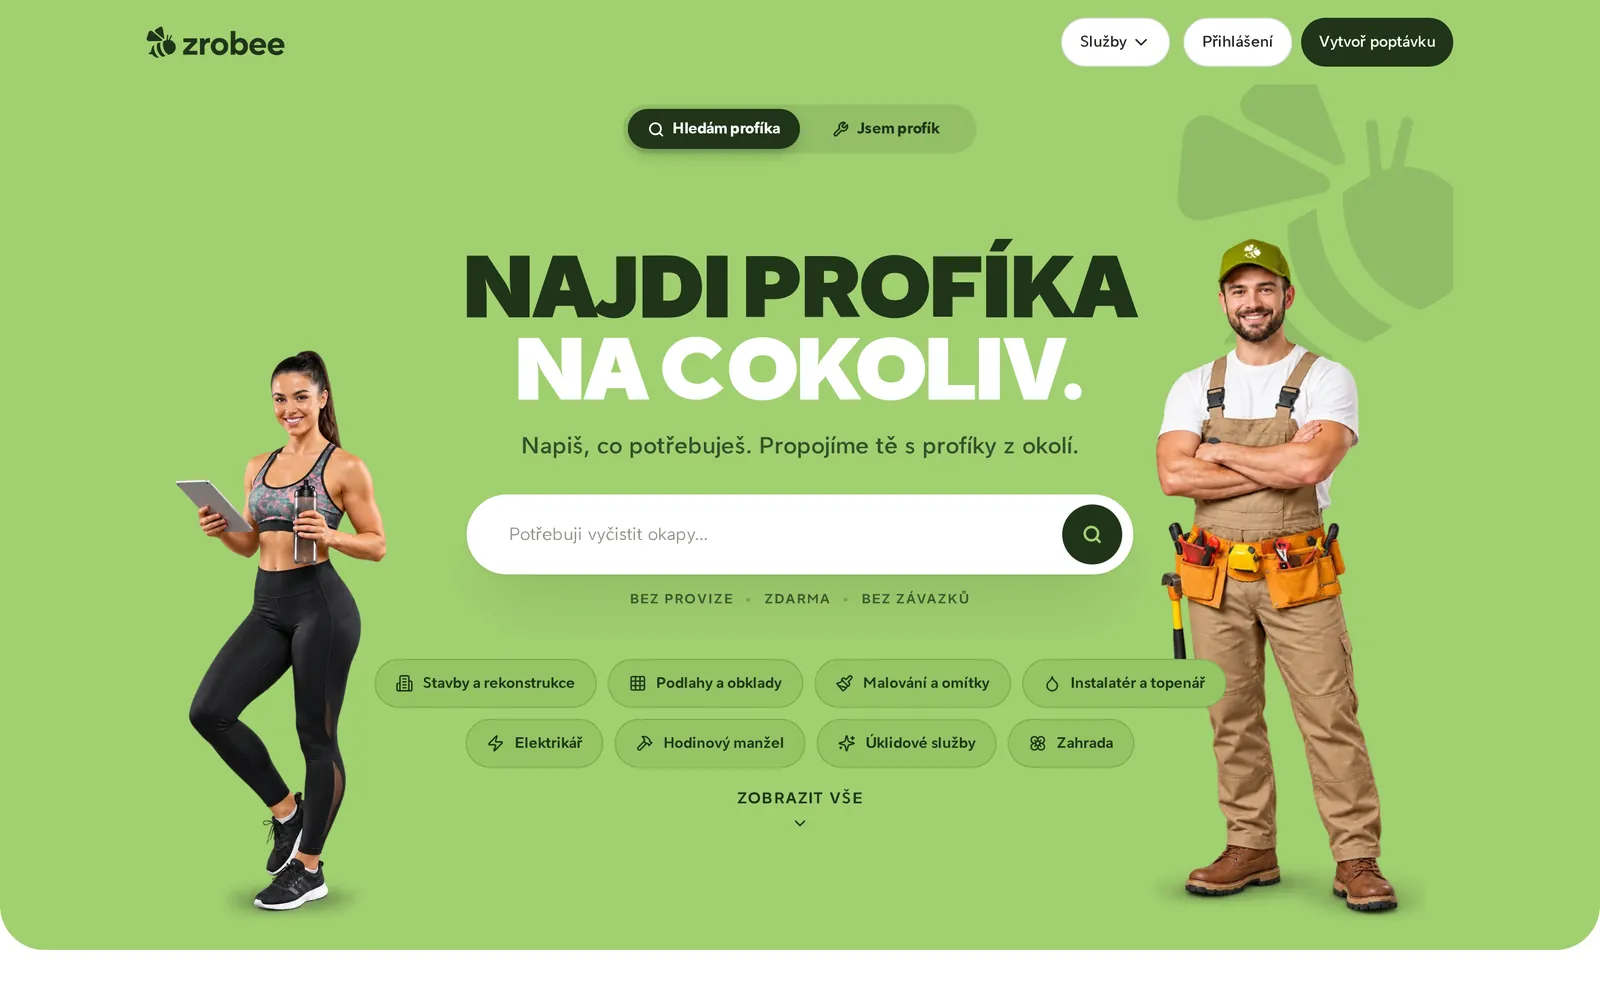 zrobee
Služby
Přihlášení
Vytvoř poptávku
Hledám profíka
Jsem profík
NAJDI PROFÍKA
NA COKOLIV.
Napiš, co potřebuješ. Propojíme tě s profíky z okolí.
Potřebuji vyčistit okapy...
BEZ PROVIZE • ZDARMA • BEZ ZÁVAZKŮ
Stavby a rekonstrukce
Podlahy a obklady
Malování a omítky
Instalatér a topenář
Elektrikář
Hodinový manžel
Úklidové služby
Zahrada
ZOBRAZIT VŠE